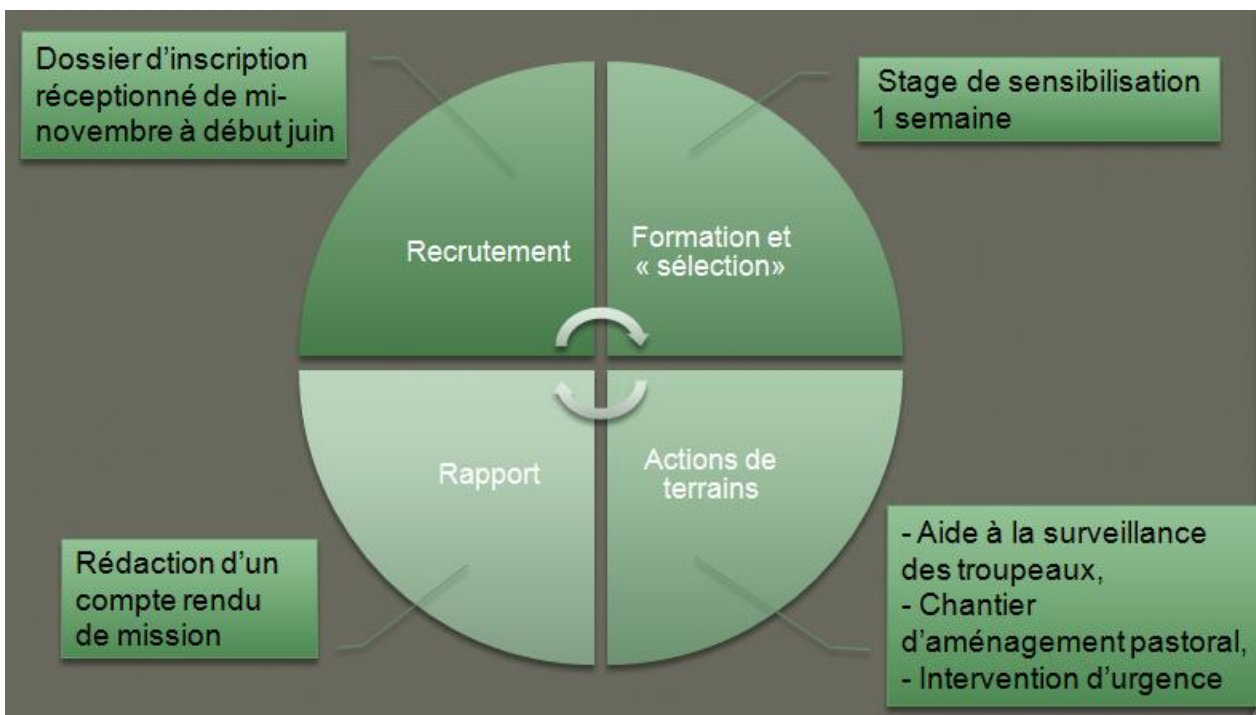 Dossier d’inscription
réceptionné de mi-
novembre à début juin
Stage de sensibilisation
1 semaine
Recrutement
Formation et
« sélection»
Rapport
Actions de
terrains
Rédaction d’un
compte rendu
de mission
- Aide à la surveillance
des troupeaux,
- Chantier
d’aménagement pastoral,
- Intervention d’urgence